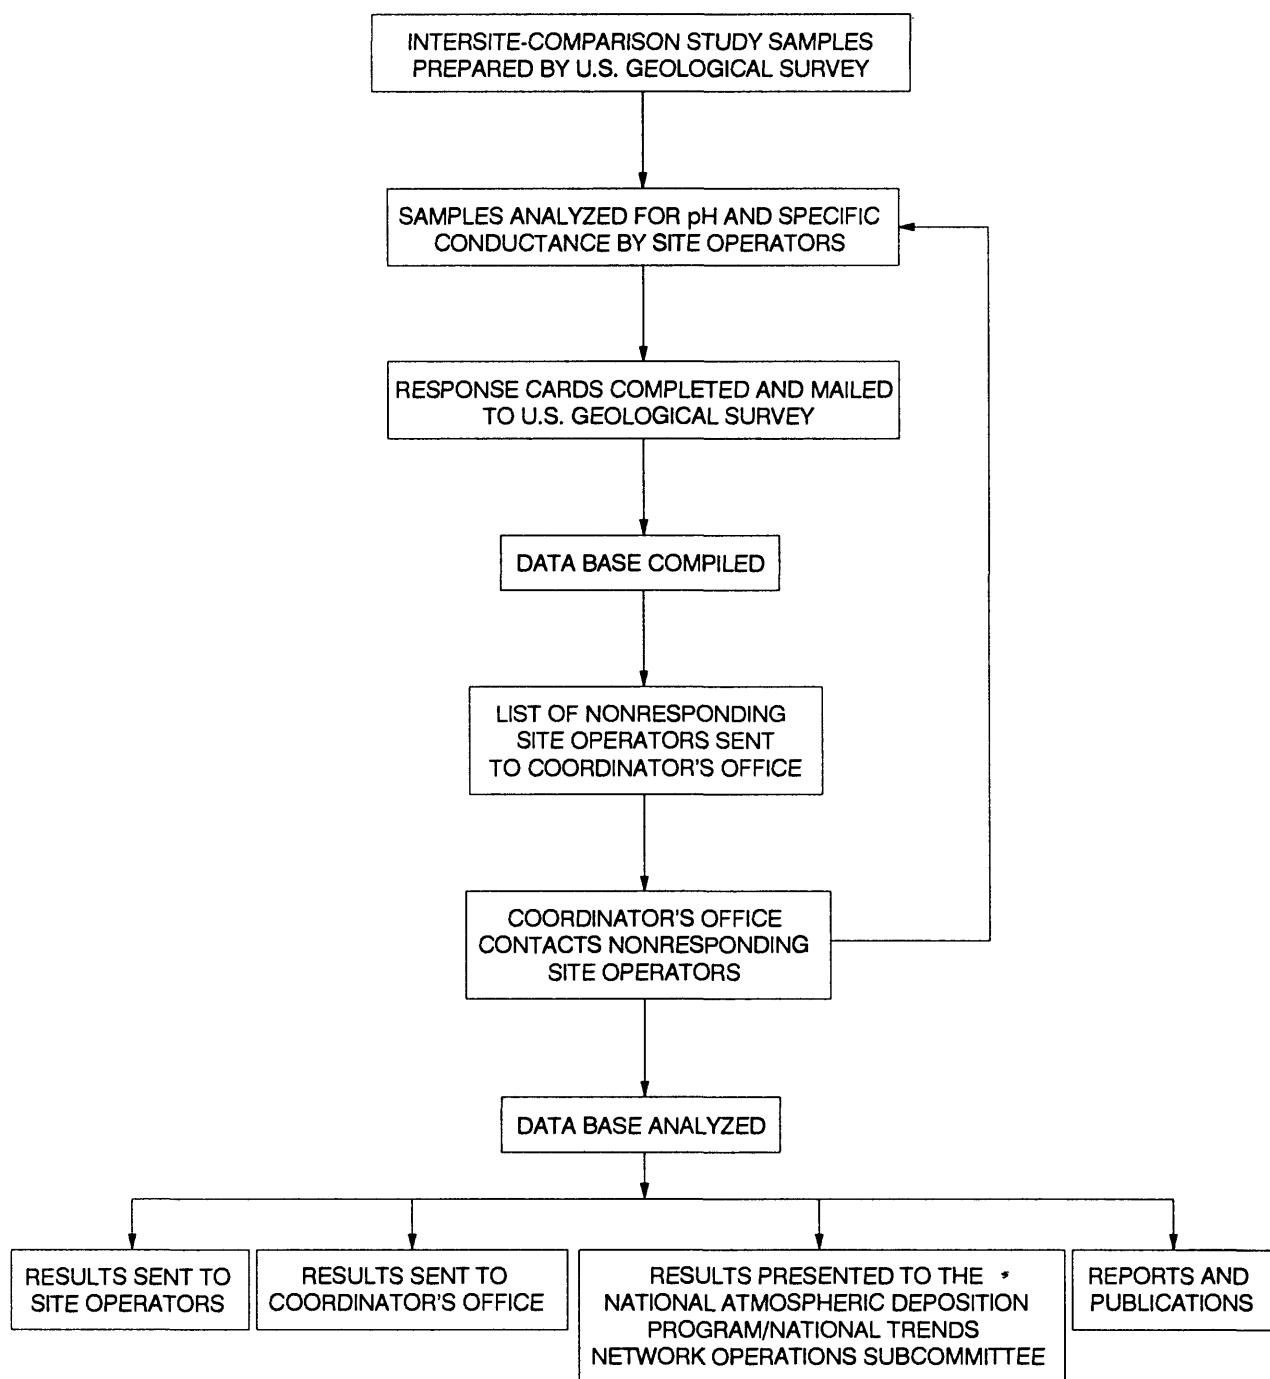 INTERSITE-COMPARISON STUDY SAMPLES
PREPARED BY U.S. GEOLOGICAL SURVEY
SAMPLES ANALYZED FOR pH AND SPECIFIC
CONDUCTANCE BY SITE OPERATORS
RESPONSE CARDS COMPLETED AND MAILED
TO U.S. GEOLOGICAL SURVEY
DATA BASE COMPILED
LIST OF NONRESPONDING
SITE OPERATORS SENT
TO COORDINATOR'S OFFICE
COORDINATOR'S OFFICE
CONTACTS NONRESPONDING
SITE OPERATORS
DATA BASE ANALYZED
RESULTS SENT TO
SITE OPERATORS
RESULTS SENT TO
COORDINATOR'S OFFICE
RESULTS PRESENTED TO THE
NATIONAL ATMOSPHERIC DEPOSITION
PROGRAM/NATIONAL TRENDS
NETWORK OPERATIONS SUBCOMMITTEE
REPORTS AND
PUBLICATIONS